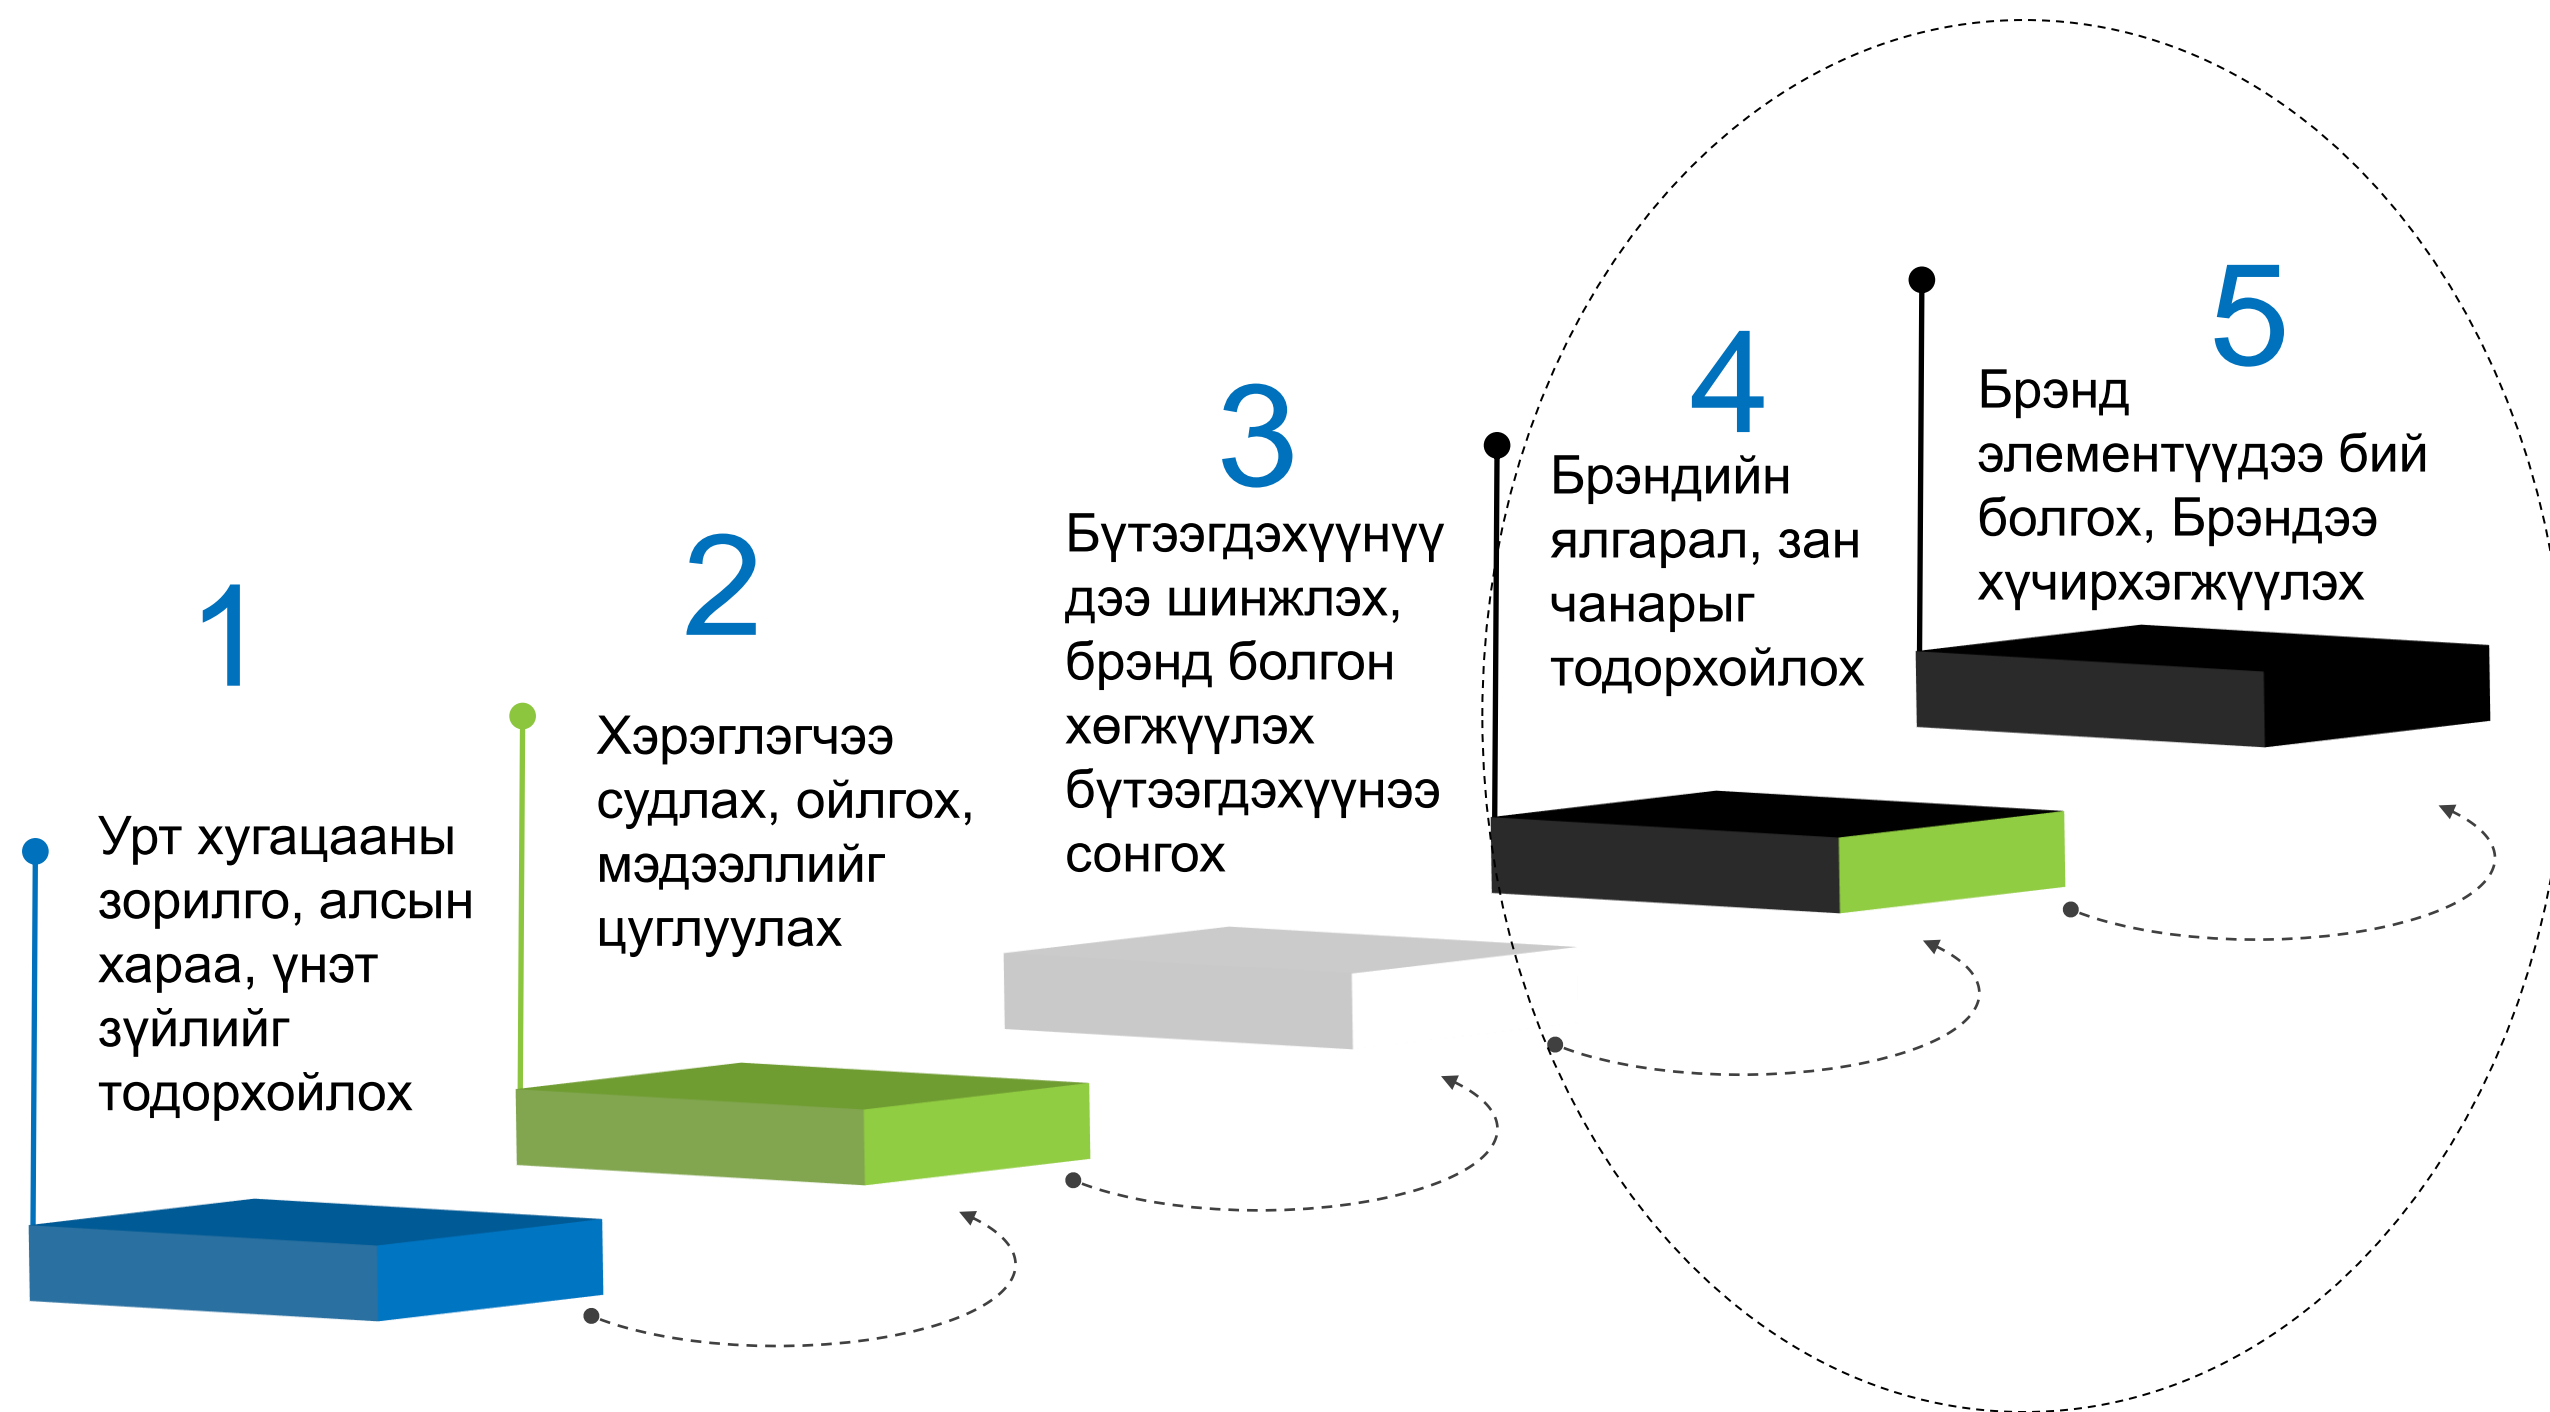 1
Урт хугацааны
зорилго, алсын
хараа, үнэт
зүйлийг
тодорхойлох
2
Хэрэглэгчээ
судлах, ойлгох,
мэдээллийг
цуглуулах
3
Бүтээгдэхүүнүү
дээ шинжлэх,
брэнд болгон
хөгжүүлэх
бүтээгдэхүүнээ
сонгох
4
Брэндийн
ялгарал, зан
чанарыг
тодорхойлох
5
Брэнд
элементүүдээ бий
болгох, Брэндээ
хүчирхэгжүүлэх